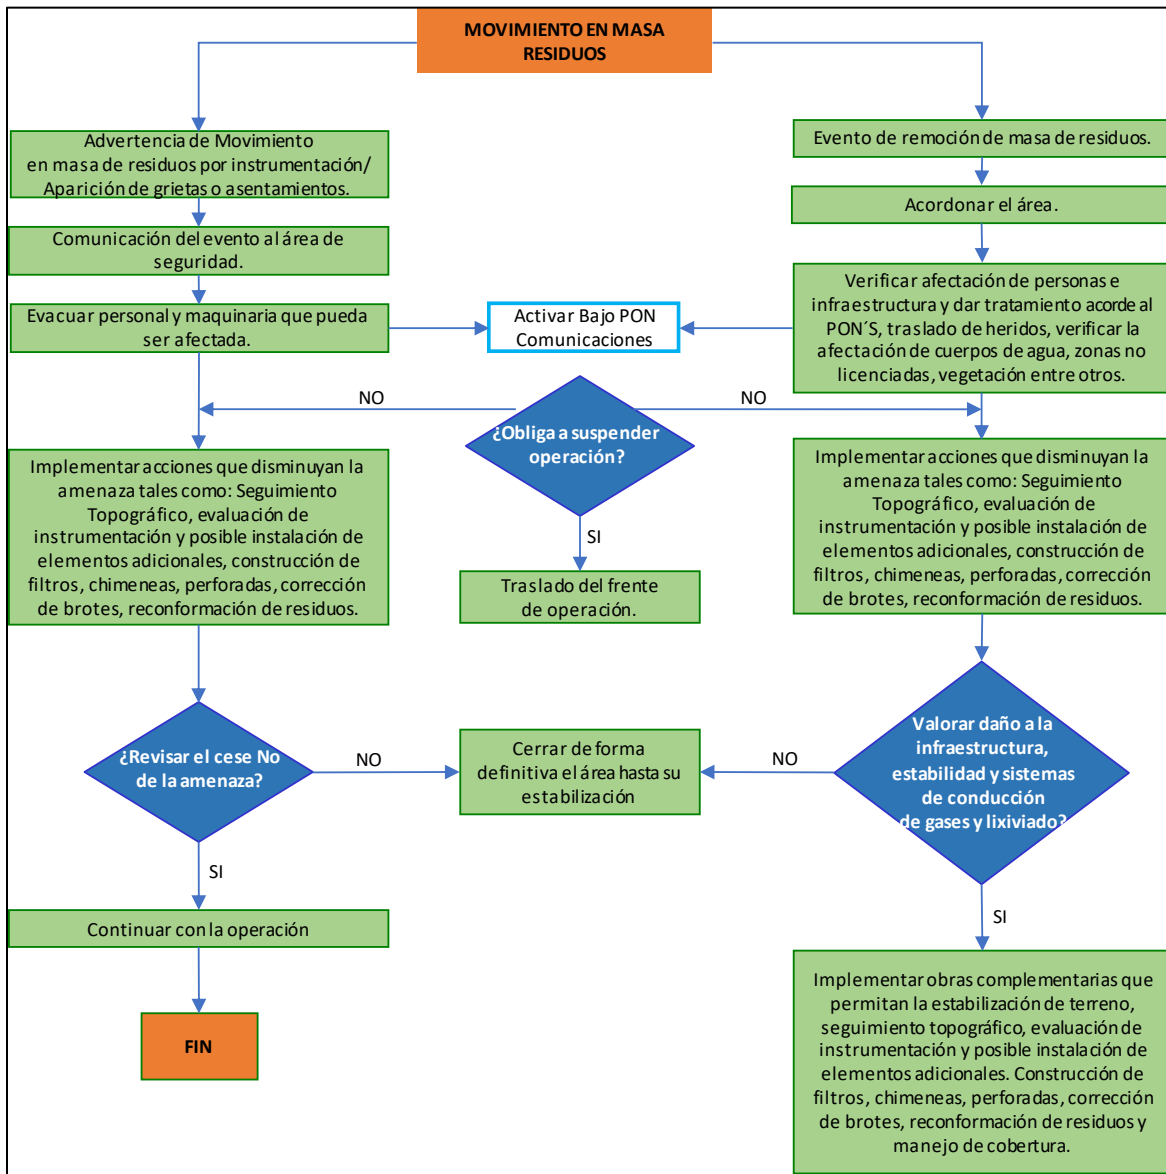 MOVIMIENTO EN MASA
RESIDUOS
Advertencia de Movimiento
en masa de residuos por instrumentación/
Aparición de grietas o asentamientos.
Evento de remoción de masa de residuos.
Acordonar el área.
Comunicación del evento al área de
seguridad.
Evacuar personal y maquinaria que pueda
ser afectada.
Activar Bajo PON
Comunicaciones
Verificar afectación de personas e
infraestructura y dar tratamiento acorde al
PON´S, traslado de heridos, verificar la
afectación de cuerpos de agua, zonas no
licenciadas, vegetación entre otros.
NO
NO
¿Obliga a suspender
operación?
Implementar acciones que disminuyan la
amenaza tales como: Seguimiento
Topográfico, evaluación de
instrumentación y posible instalación de
elementos adicionales, construcción de
filtros, chimeneas, perforadas, corrección
de brotes, reconformación de residuos.
SI
Traslado del frente
de operación.
Implementar acciones que disminuyan la
amenaza tales como: Seguimiento
Topográfico, evaluación de
instrumentación y posible instalación de
elementos adicionales, construcción de
filtros, chimeneas, perforadas, corrección
de brotes, reconformación de residuos.
¿Revisar el cese No
de la amenaza?
NO
Cerrar de forma
definitiva el área hasta su
estabilización
NO
Valorar daño a la
infraestructura,
estabilidad y sistemas
de conducción
de gases y lixiviado?
SI
Continuar con la operación
FIN
SI
Implementar obras complementarias que
permitan la estabilización de terreno,
seguimiento topográfico, evaluación de
instrumentación y posible instalación de
elementos adicionales. Construcción de
filtros, chimeneas, perforadas, corrección
de brotes, reconformación de residuos y
manejo de cobertura.